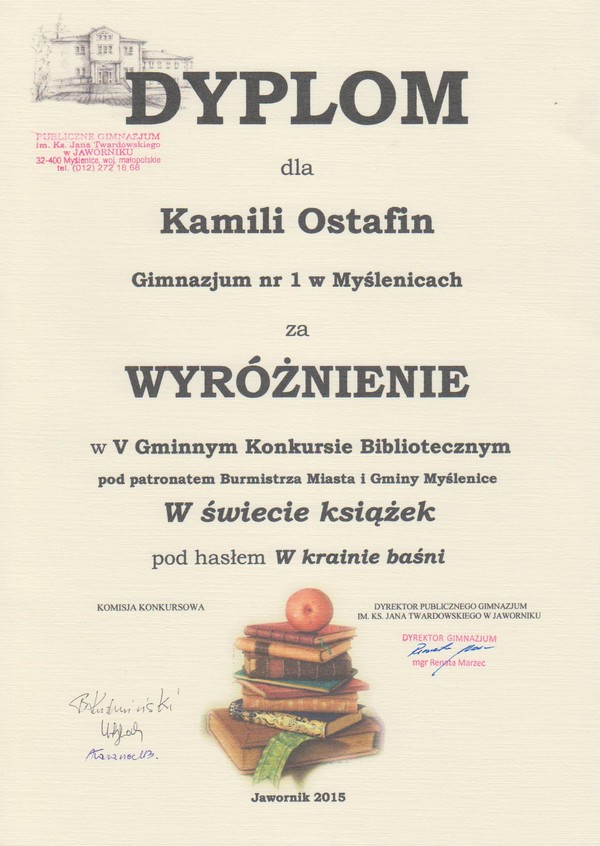 DYPLOM
PUBLICZNE GIMNAZJUM
im. Ks. Jana Twardowskiego
w JAWORNIKU
32-400 Myślenice, woj. małopolskie
tel. (012) 272 18 68
dla
Kamili Ostafin
Gimnazjum nr 1 w Myślenicach
za
WYRÓŻNIENIE
w V Gminnym Konkursie Bibliotecznym
pod patronatem Burmistrza Miasta i Gminy Myślenice
W świecie książek
pod hasłem W krainie baśni
KOMISJA KONKURSOWA
DYREKTOR PUBLICZNEGO GIMNAZJUM
IM. KS. JANA TWARDOWSKIEGO W JAWORNIKU
DYREKTOR GIMNAZJUM
mgr Renata Marzec
Jawornik 2015